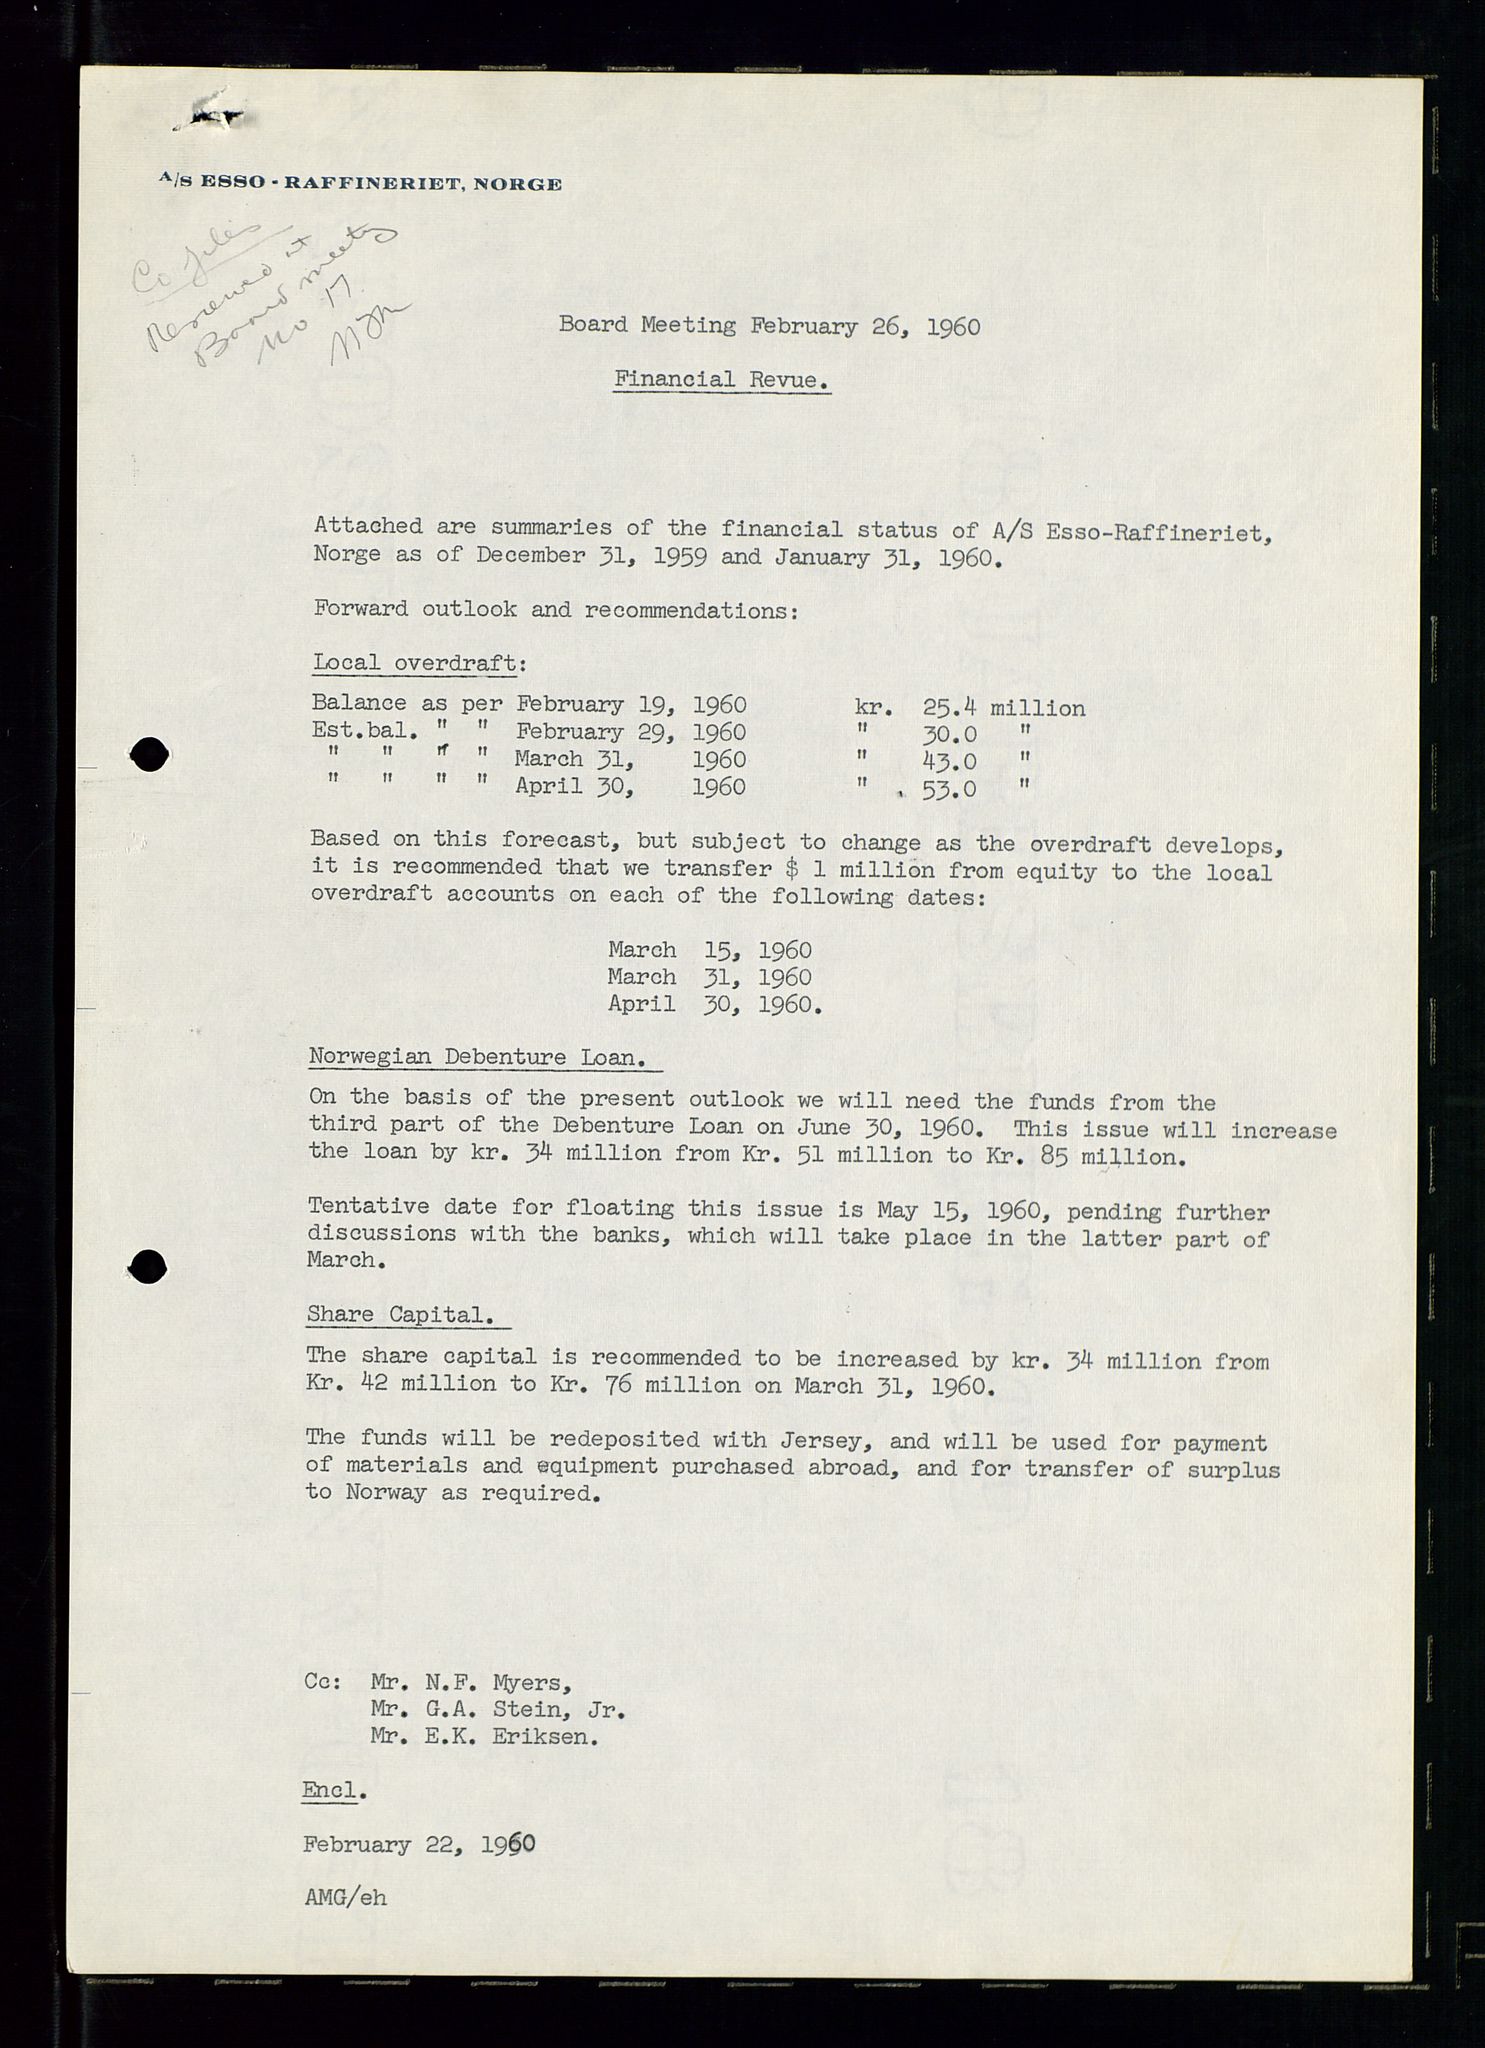 A/S ESSO - RAFFINERIET, NORGE
Co files
Reviewed at
Board meeting
no 17.
Board Meeting February 26, 1960
Financial Revue.
Attached are summaries of the financial status of A/S Esso-Raffineriet,
Norge as of December 31, 1959 and January 31, 1960.
Forward outlook and recommendations:
Local overdraft:
Balance as per February 19, 1960 kr. 25.4 million
Est.bal. " " February 29, 1960 " 30.0 "
" " " " March 31, 1960 " 43.0 "
" " " " April 30, 1960 " 53.0 "
Based on this forecast, but subject to change as the overdraft develops,
it is recommended that we transfer $ 1 million from equity to the local
overdraft accounts on each of the following dates:
March 15, 1960
March 31, 1960
April 30, 1960.
Norwegian Debenture Loan.
On the basis of the present outlook we will need the funds from the
third part of the Debenture Loan on June 30, 1960. This issue will increase
the loan by kr. 34 million from Kr. 51 million to Kr. 85 million.
Tentative date for floating this issue is May 15, 1960, pending further
discussions with the banks, which will take place in the latter part of
March.
Share Capital.
The share capital is recommended to be increased by kr. 34 million from
Kr. 42 million to Kr. 76 million on March 31, 1960.
The funds will be redeposited with Jersey, and will be used for payment
of materials and equipment purchased abroad, and for transfer of surplus
to Norway as required.
Cc: Mr. N.F. Myers,
Mr. G.A. Stein, Jr.
Mr. E.K. Eriksen.
Encl.
February 22, 1960
AMG/eh